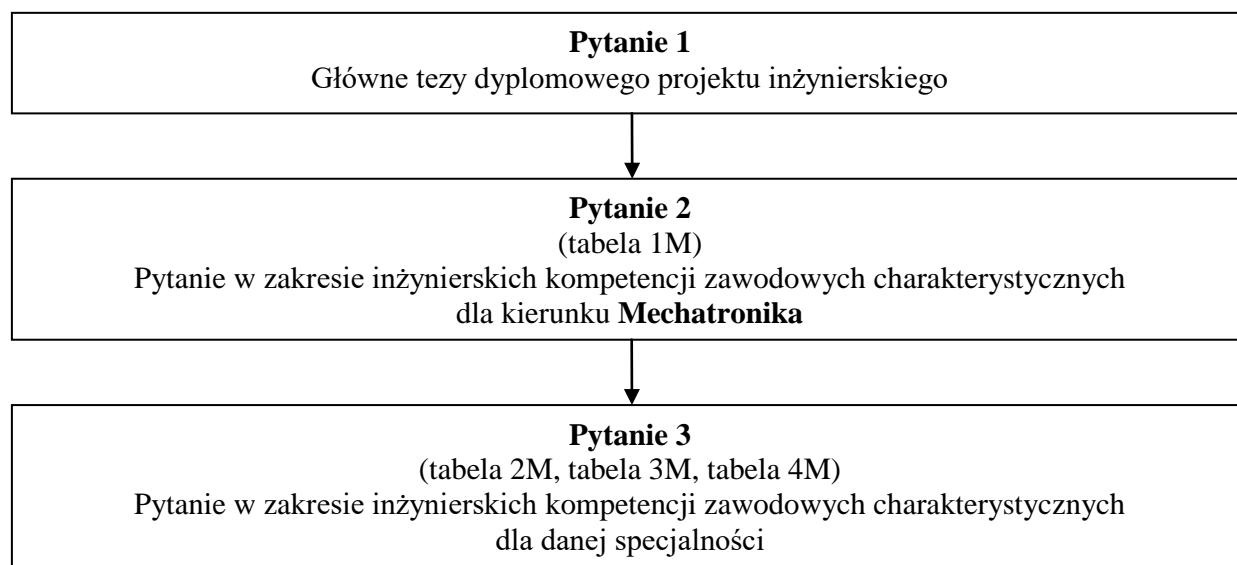 Pytanie 1
Główne tezy dyplomowego projektu inżynierskiego
Pytanie 2
(tabela 1M)
Pytanie w zakresie inżynierskich kompetencji zawodowych charakterystycznych
dla kierunku Mechatronika
Pytanie 3
(tabela 2M, tabela 3M, tabela 4M)
Pytanie w zakresie inżynierskich kompetencji zawodowych charakterystycznych
dla danej specjalności